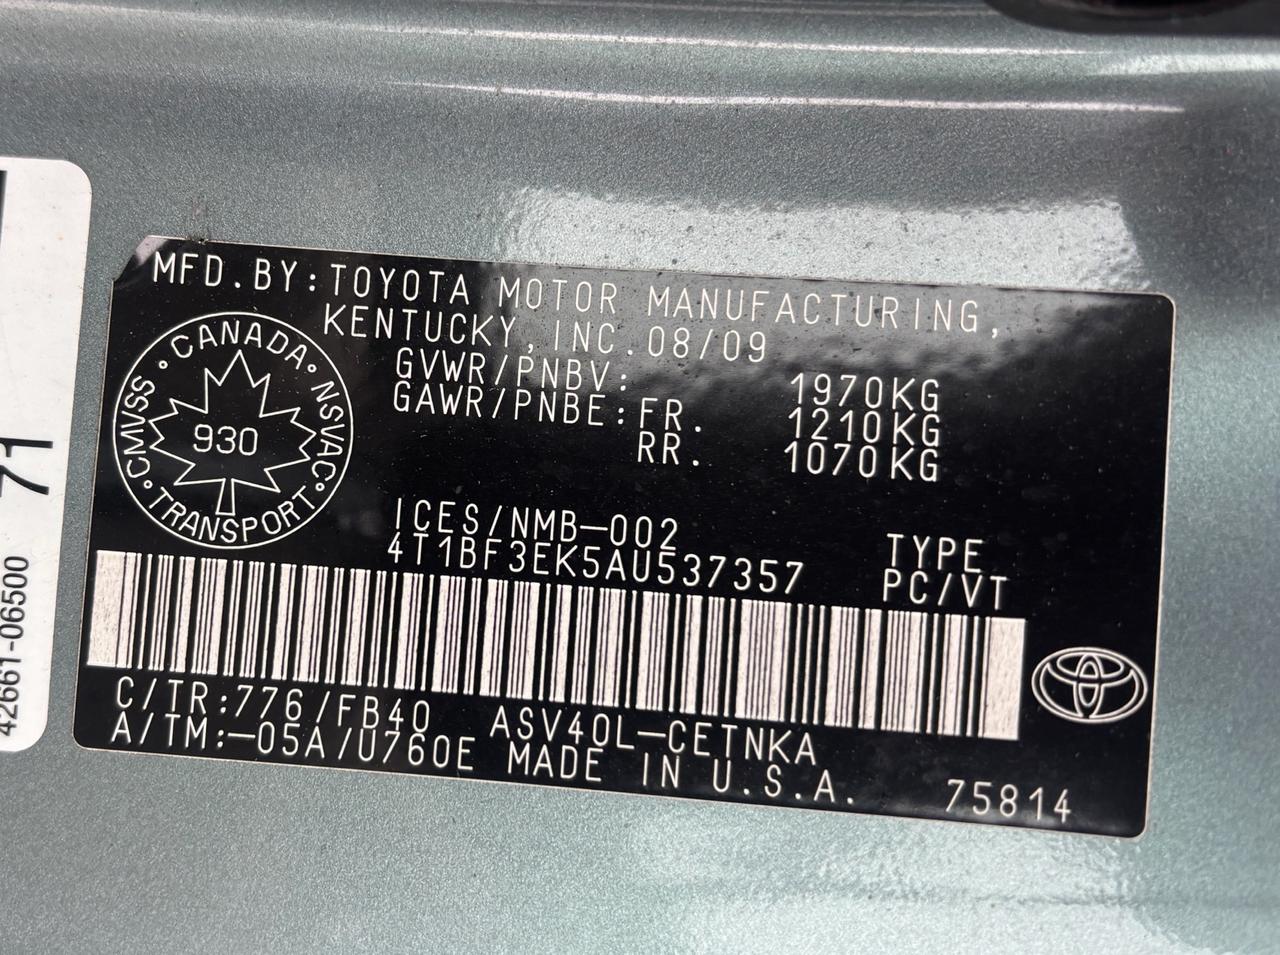 MFD.BY:TOYOTA MOTOR MANUFACTURING,
KENTUCKY, INC. 08/09
GVWR/PNBV: 1970KG
GAWR/PNBE:FR. 1210KG
RR. 1070KG
CANADA
CMVSS · NSVAC
930
TRANSPORT
ICES/NMB-002
4T1BF3EK5AU537357
TYPE
PC/VT
C/TR:776/FB40 ASV40L-CETNKA
A/TM:-05A/U760E MADE IN U.S.A.
75814
71
42661-06500